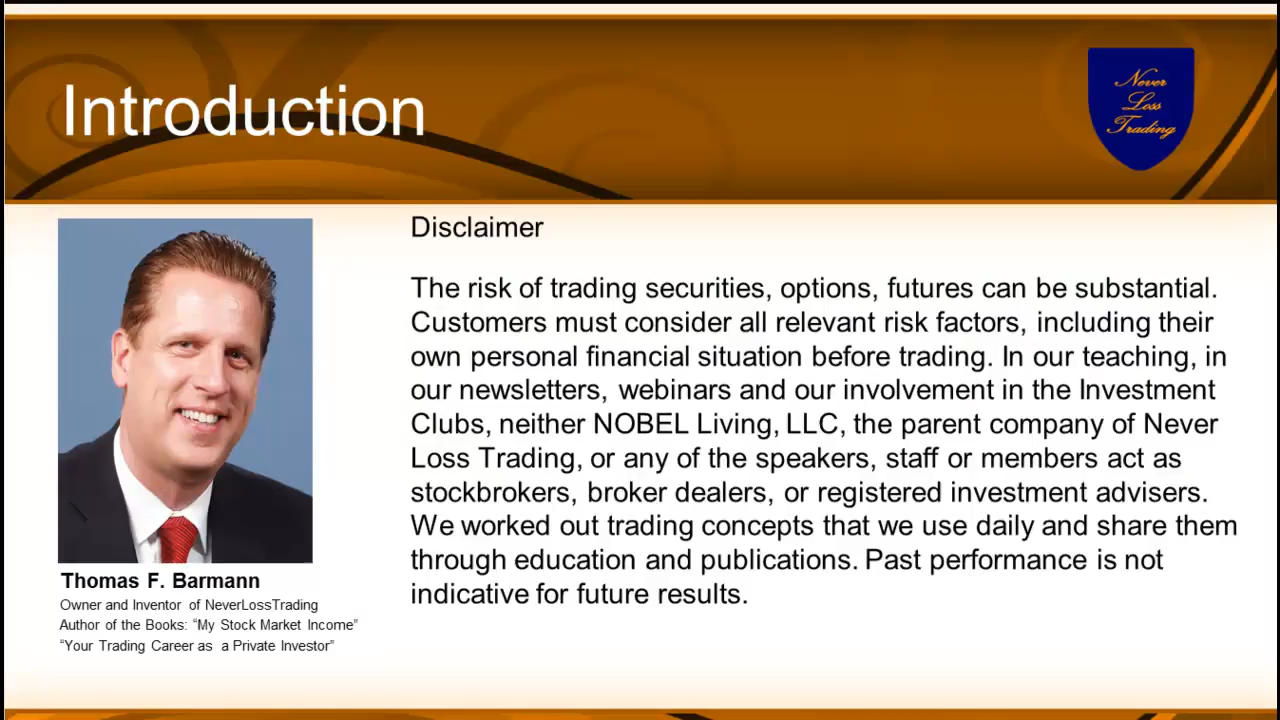 Introduction
Never
Loss
Trading
Disclaimer
The risk of trading securities, options, futures can be substantial.
Customers must consider all relevant risk factors, including their
own personal financial situation before trading. In our teaching, in
our newsletters, webinars and our involvement in the Investment
Clubs, neither NOBEL Living, LLC, the parent company of Never
Loss Trading, or any of the speakers, staff or members act as
stockbrokers, broker dealers, or registered investment advisers.
We worked out trading concepts that we use daily and share them
through education and publications. Past performance is not
indicative for future results.
Thomas F. Barmann
Owner and Inventor of NeverLossTrading
Author of the Books: “My Stock Market Income”
“Your Trading Career as a Private Investor”